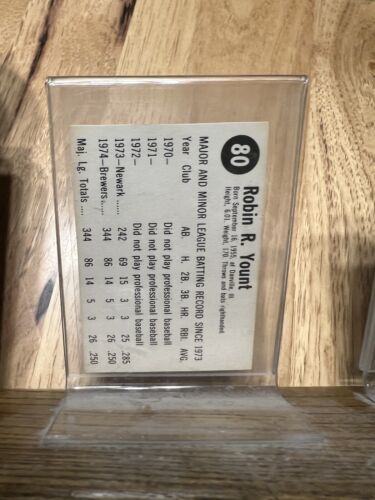 80
Robin R. Yount
Born September 16, 1955, at Danville, Ill.
Height, 6.01. Weight, 170. Throws and bats righthanded.
MAJOR AND MINOR LEAGUE BATTING RECORD SINCE 1973
Year Club AB. H. 2B 3B. HR. RBI. AVG.
1970— Did not play professional baseball
1971— Did not play professional baseball
1972— Did not play professional baseball
1973—Newark ...... 242 69 15 3 3 25 .285
1974—Brewers...... 344 86 14 5 3 26 .250
Maj. Lg. Totals .... 344 86 14 5 3 26 .250